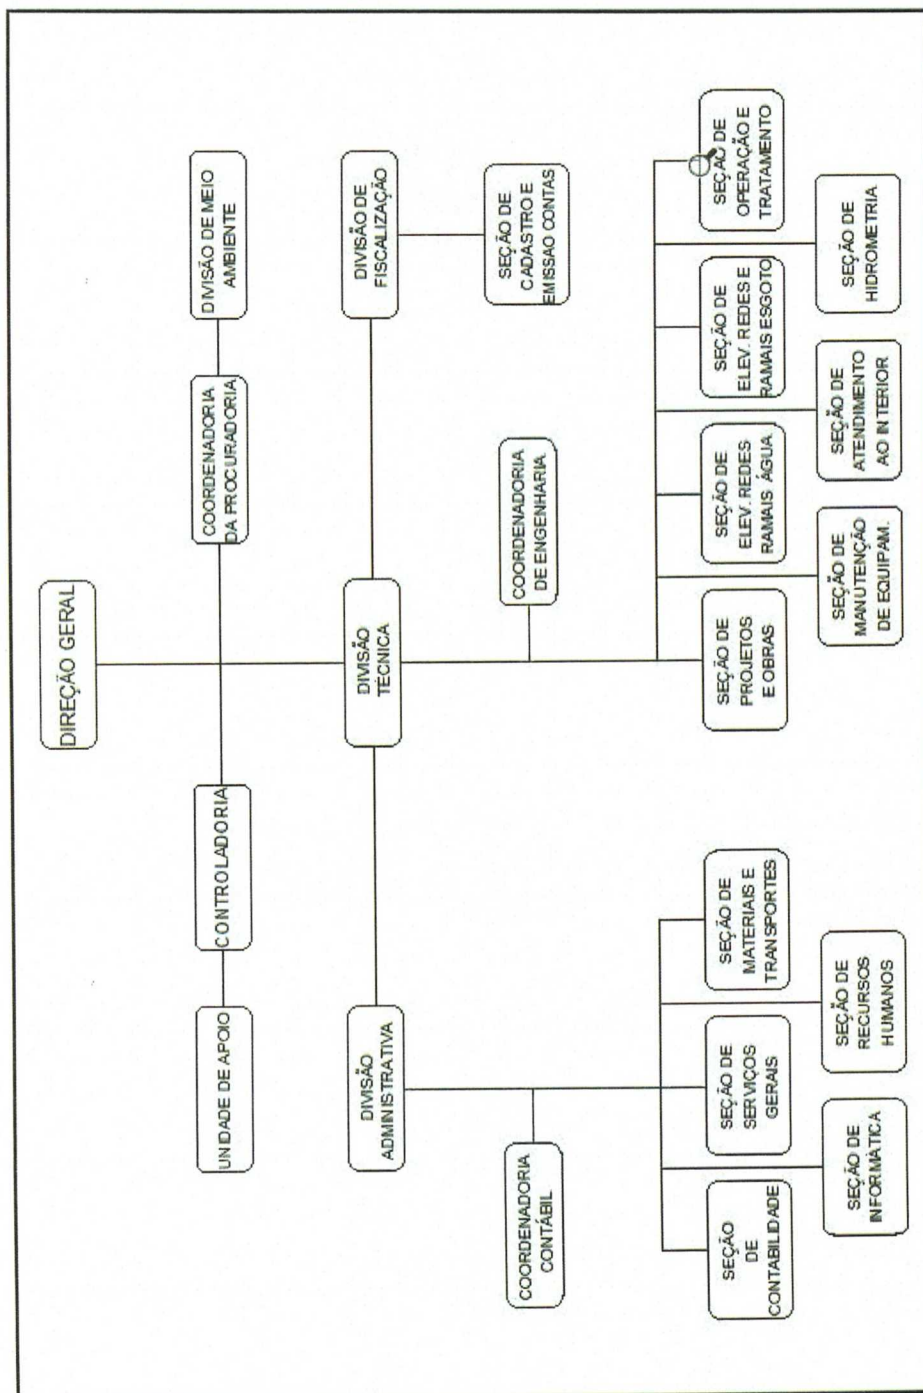 DIREÇÃO GERAL
UNIDADE DE APOIO
CONTROLADORIA
COORDENADORIA
DA PROCURADORIA
DIVISÃO DE MEIO
AMBIENTE
DIVISÃO
ADMINISTRATIVA
DIVISÃO
TÉCNICA
DIVISÃO DE
FISCALIZAÇÃO
COORDENADORIA
CONTÁBIL
COORDENADORIA
DE ENGENHARIA
SEÇÃO DE
CADASTRO E
EMISSAO CONTAS
SEÇÃO
DE
CONTABILIDADE
SEÇÃO DE
SERVIÇOS
GERAIS
SEÇÃO DE
MATERIAIS E
TRANSPORTES
SEÇÃO DE
PROJETOS
E OBRAS
SEÇÃO DE
ELEV. REDES
RAMAIS ÁGUA
SEÇÃO DE
ELEV. REDES E
RAMAIS ESGOTO
SEÇÃO DE
OPERAÇÃO E
TRATAMENTO
SEÇÃO DE
INFORMÁTICA
SEÇÃO DE
RECURSOS
HUMANOS
SEÇÃO DE
MANUTENÇÃO
DE EQUIPAM.
SEÇÃO DE
ATENDIMENTO
AO INTERIOR
SEÇÃO DE
HIDROMETRIA